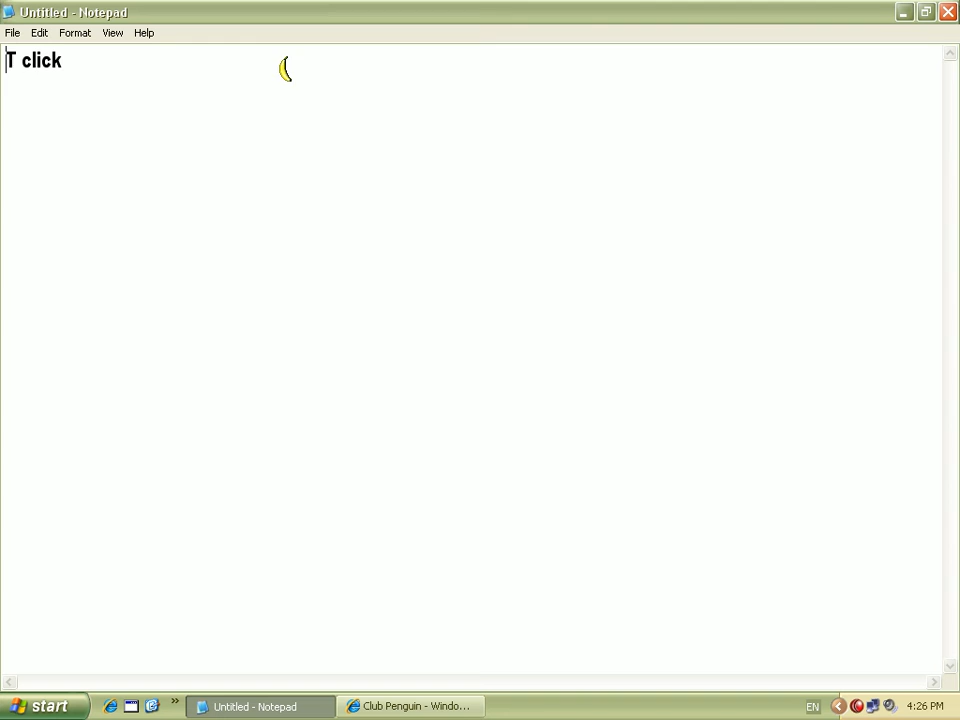 Untitled - Notepad
File Edit Format View Help
T click
start » Untitled - Notepad Club Penguin - Windo... EN 4:26 PM